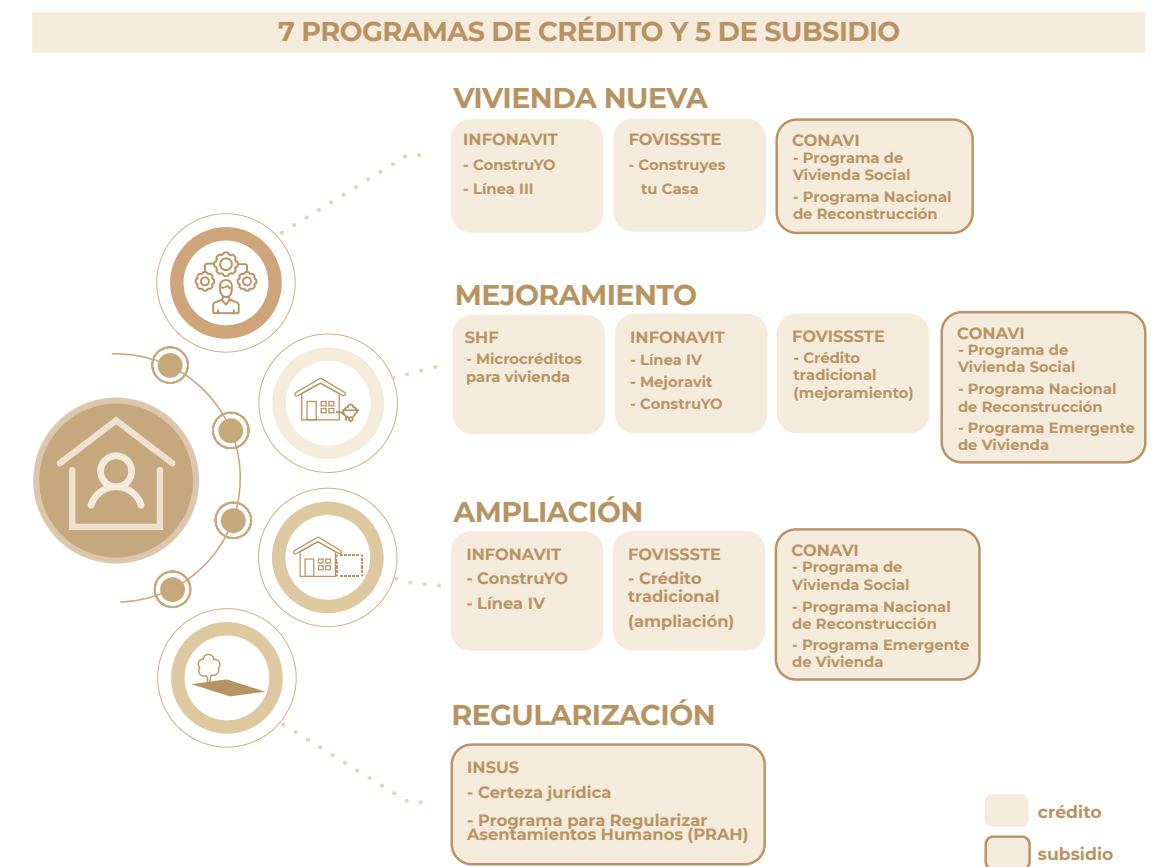 7 PROGRAMAS DE CRÉDITO Y 5 DE SUBSIDIO
VIVIENDA NUEVA
INFONAVIT
- ConstruYO
- Línea III
FOVISSSTE
- Construyes
tu Casa
CONAVI
- Programa de
Vivienda Social
- Programa Nacional
de Reconstrucción
MEJORAMIENTO
SHF
- Microcréditos
para vivienda
INFONAVIT
- Línea IV
- Mejoravit
- ConstruYO
FOVISSSTE
- Crédito
tradicional
(mejoramiento)
CONAVI
- Programa de
Vivienda Social
- Programa Nacional
de Reconstrucción
- Programa Emergente
de Vivienda
AMPLIACIÓN
INFONAVIT
- ConstruYO
- Línea IV
FOVISSSTE
- Crédito
tradicional
(ampliación)
CONAVI
- Programa de
Vivienda Social
- Programa Nacional
de Reconstrucción
- Programa Emergente
de Vivienda
REGULARIZACIÓN
INSUS
- Certeza jurídica
- Programa para Regularizar
Asentamientos Humanos (PRAH)
crédito
subsidio